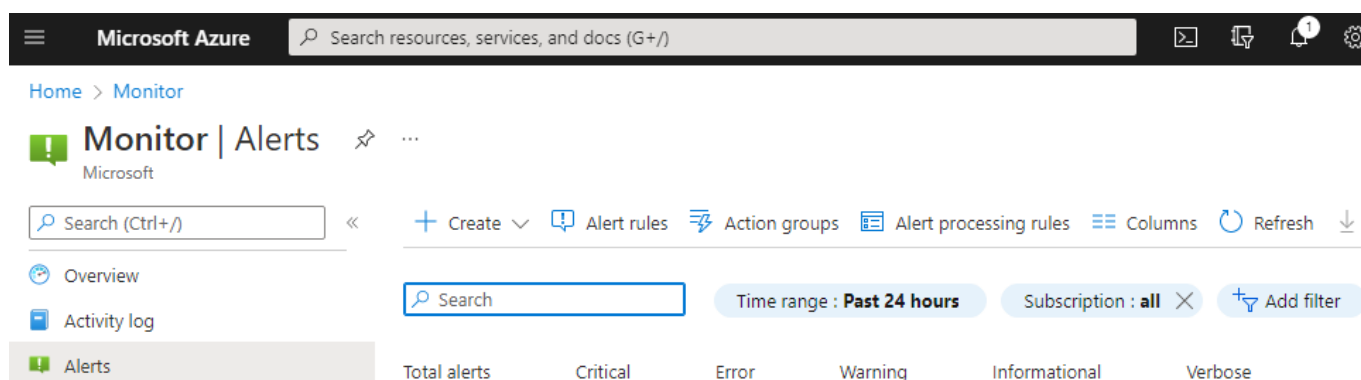 Microsoft Azure
Search resources, services, and docs (G+/)
1
Home > Monitor
Monitor | Alerts
Microsoft
Search (Ctrl+/)
Create
Alert rules
Action groups
Alert processing rules
Columns
Refresh
Overview
Activity log
Alerts
Search
Time range : Past 24 hours
Subscription : all
Add filter
Total alerts
Critical
Error
Warning
Informational
Verbose